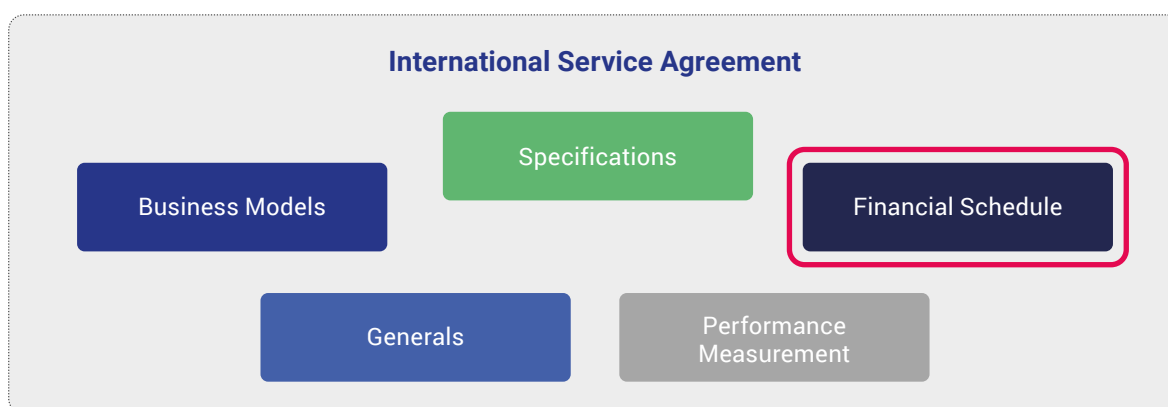 International Service Agreement
Specifications
Business Models
Financial Schedule
Generals
Performance
Measurement